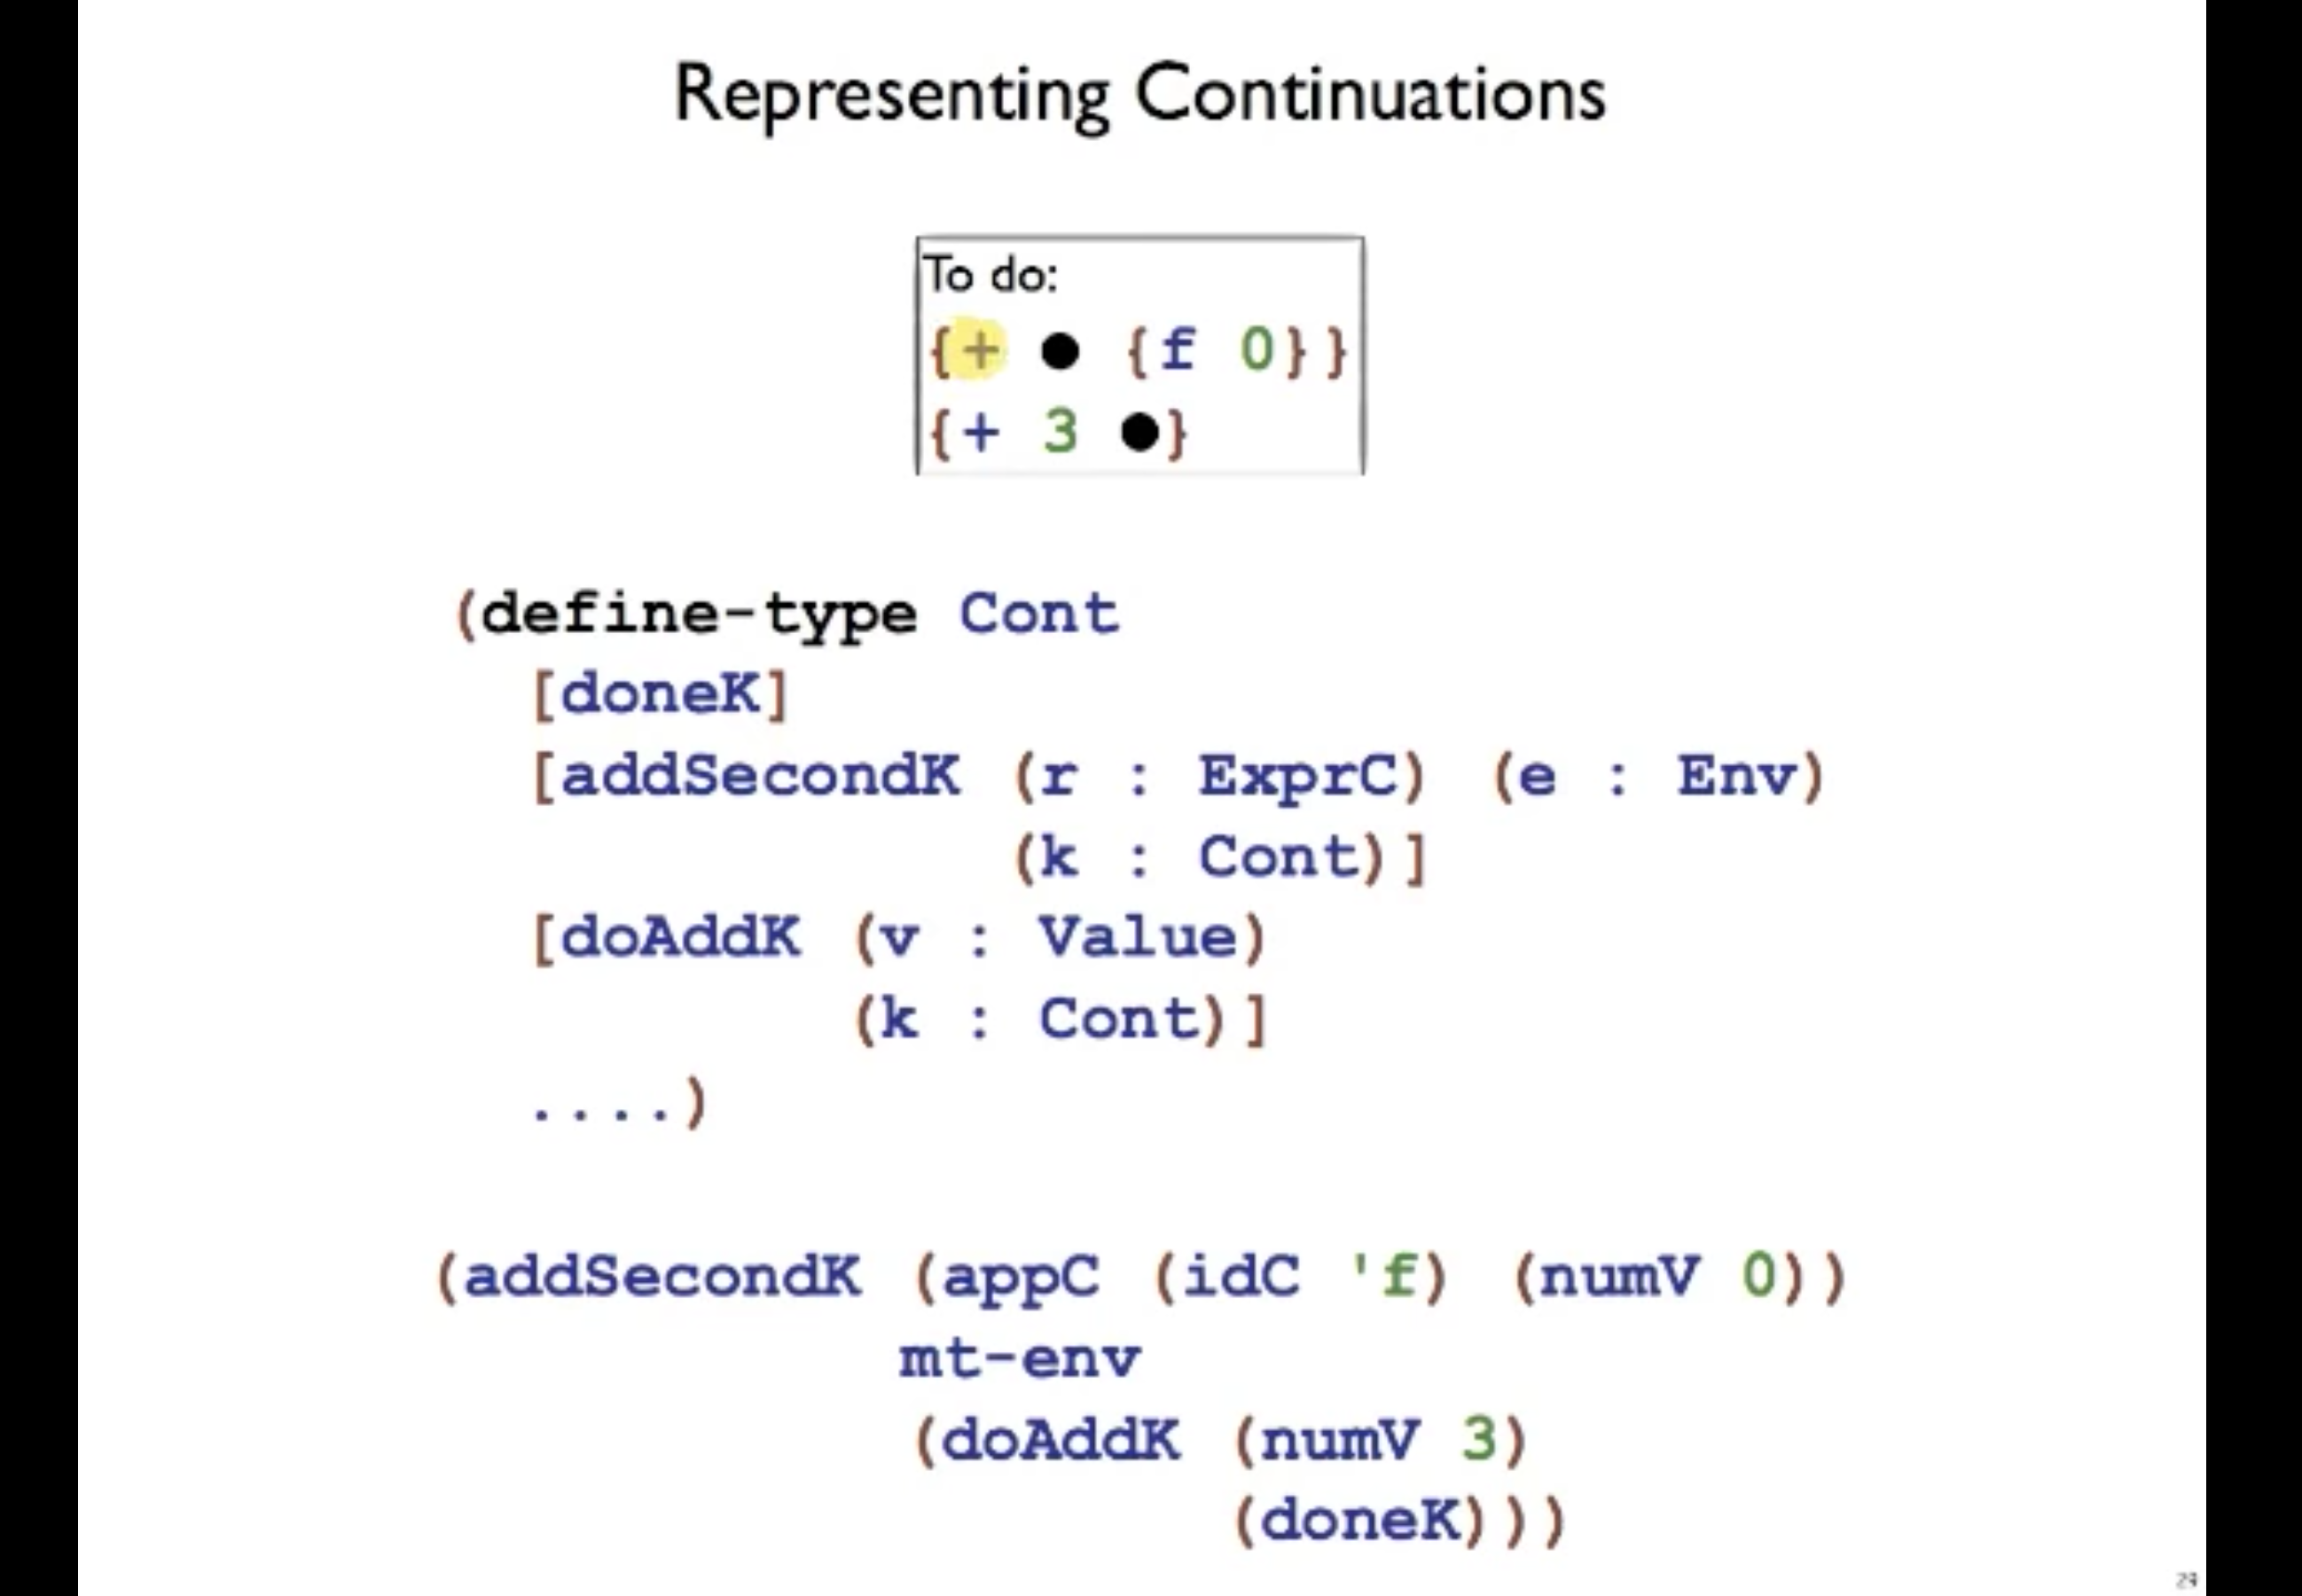 Representing Continuations
To do:
{+ ● {f 0}}
{+ 3 ●}
(define-type Cont
[doneK]
[addSecondK (r : ExprC) (e : Env)
(k : Cont)]
[doAddK (v : Value)
(k : Cont)]
....)
(addSecondK (appC (idC 'f) (numV 0))
mt-env
(doAddK (numV 3)
(doneK)))